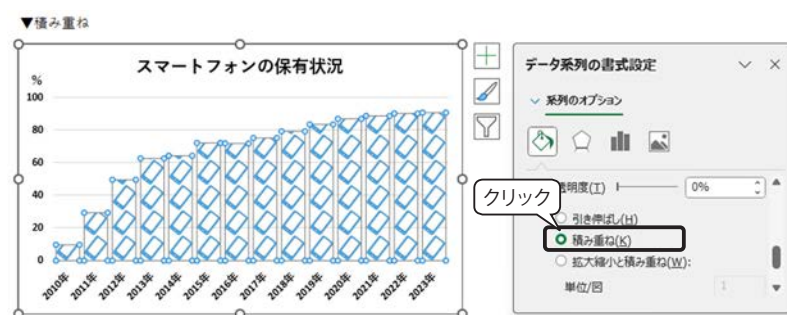 ▼積み重ね
スマートフォンの保有状況
%
100
80
60
40
20
0
2010年
2011年
2012年
2013年
2014年
2015年
2016年
2017年
2018年
2019年
2020年
2021年
2022年
2023年
データ系列の書式設定
系列のオプション
透明度(T)
0%
クリック
引き伸ばし(H)
積み重ね(K)
拡大縮小と積み重ね(W):
単位/図
1